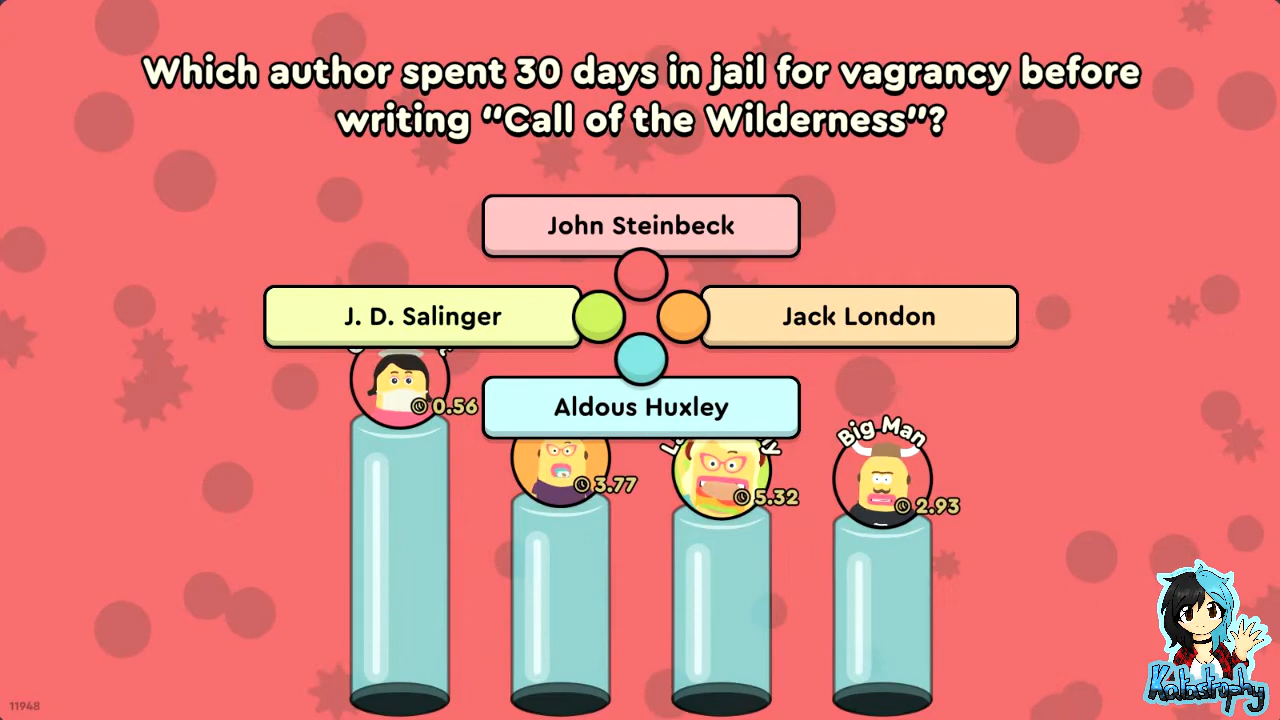 Which author spent 30 days in jail for vagrancy before
writing “Call of the Wilderness”?
John Steinbeck
J. D. Salinger
Jack London
Aldous Huxley
0.56
3.77
5.32
Big Man
2.93
11948
Katastrophy